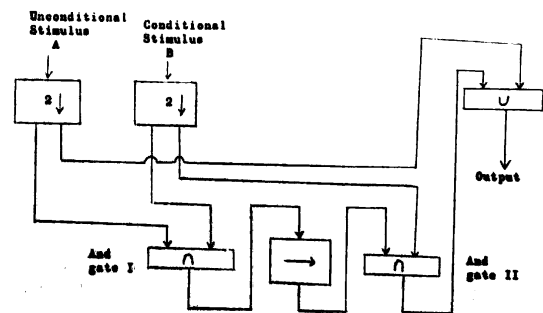 Unconditional
Stimulus
A
Conditional
Stimulus
B
2 ↓
2 ↓
∪
Output
And
gate I
∩
→
∩
And
gate II